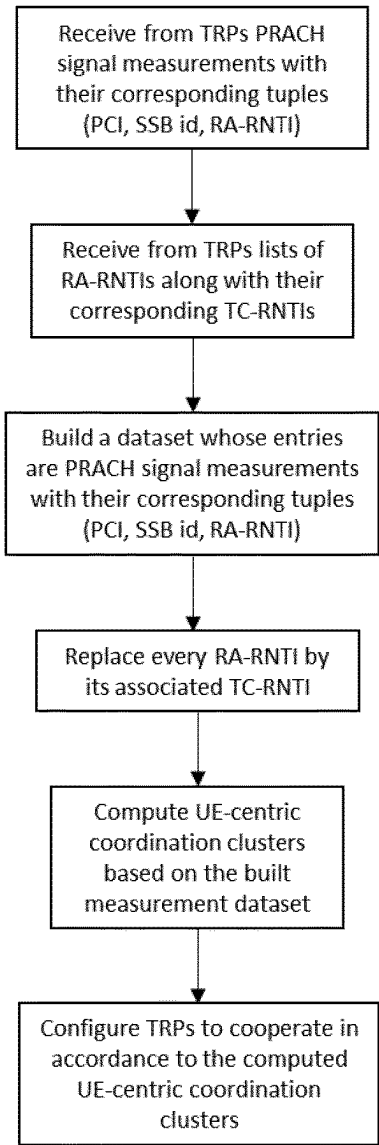 Receive from TRPs PRACH
signal measurements with
their corresponding tuples
(PCI, SSB id, RA-RNTI)
Receive from TRPs lists of
RA-RNTIs along with their
corresponding TC-RNTIs
Build a dataset whose entries
are PRACH signal measurements
with their corresponding tuples
(PCI, SSB id, RA-RNTI)
Replace every RA-RNTI by
its associated TC-RNTI
Compute UE-centric
coordination clusters
based on the built
measurement dataset
Configure TRPs to cooperate in
accordance to the computed
UE-centric coordination
clusters